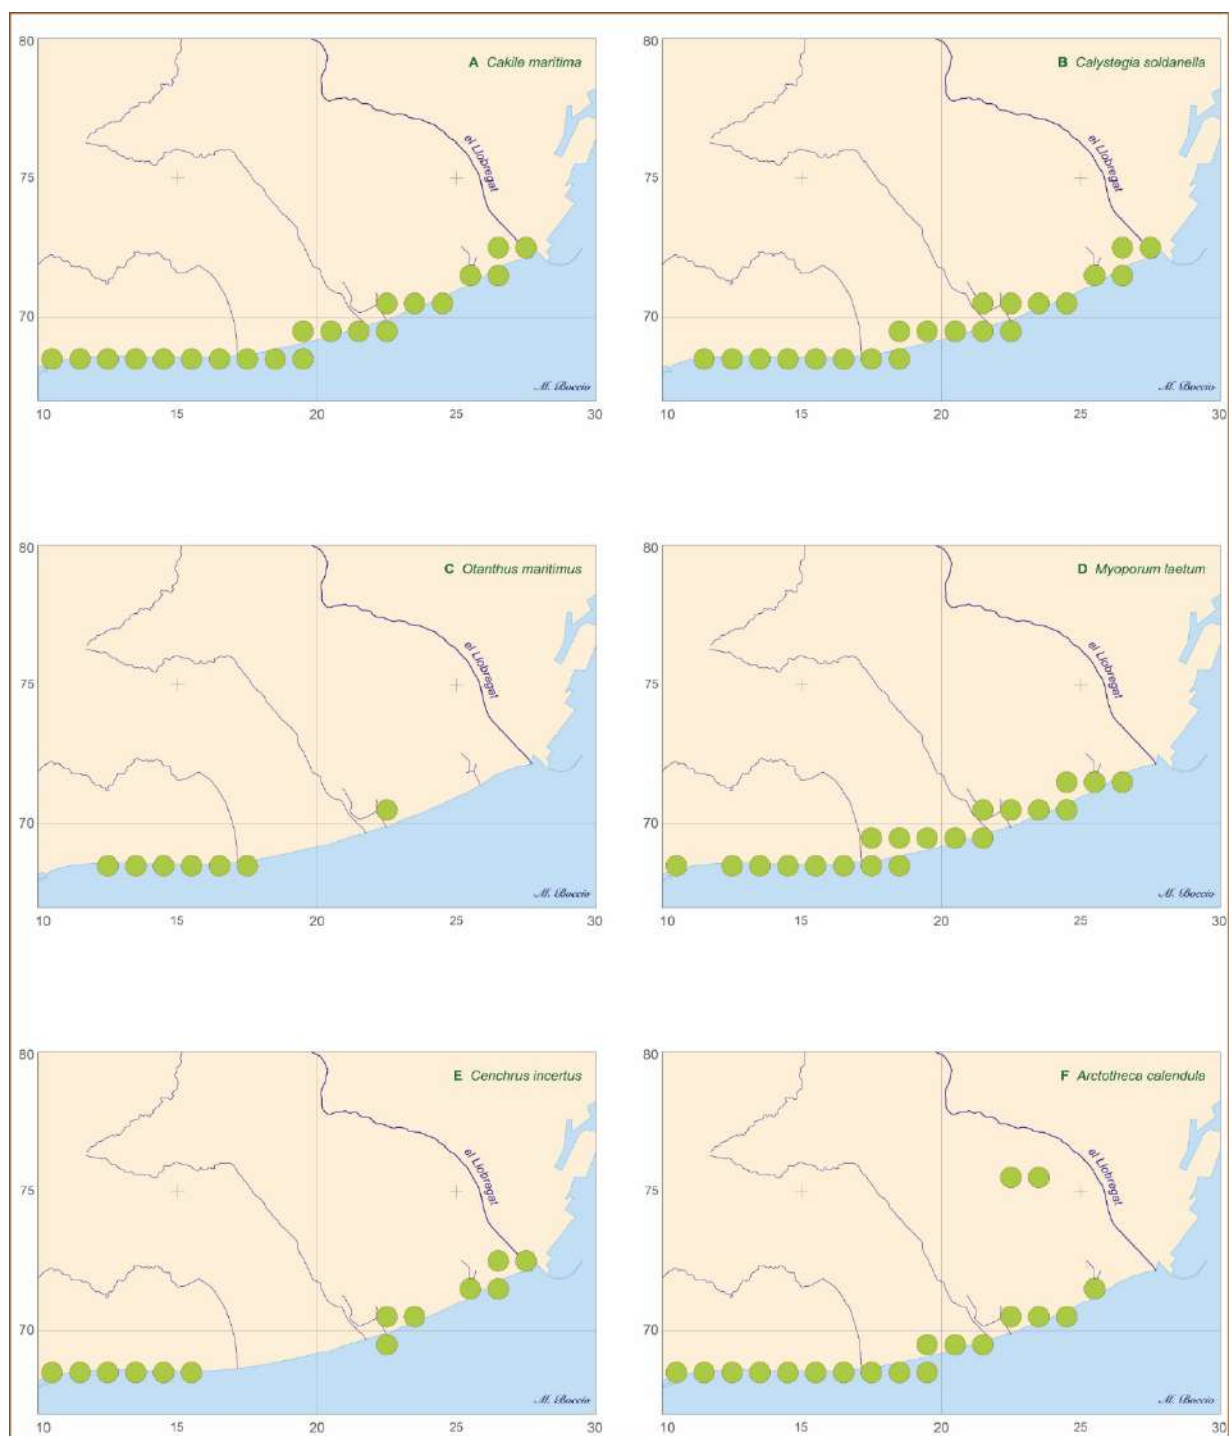 80
A Cakile maritima
el Llobregat
75
70
M. Boccio
10 15 20 25 30
80
B Calystegia soldanella
el Llobregat
75
70
M. Boccio
10 15 20 25 30
80
C Otanthus maritimus
el Llobregat
75
70
M. Boccio
10 15 20 25 30
80
D Myoporum laetum
el Llobregat
75
70
M. Boccio
10 15 20 25 30
80
E Cenchrus incertus
el Llobregat
75
70
M. Boccio
10 15 20 25 30
80
F Arctotheca calendula
el Llobregat
75
70
M. Boccio
10 15 20 25 30